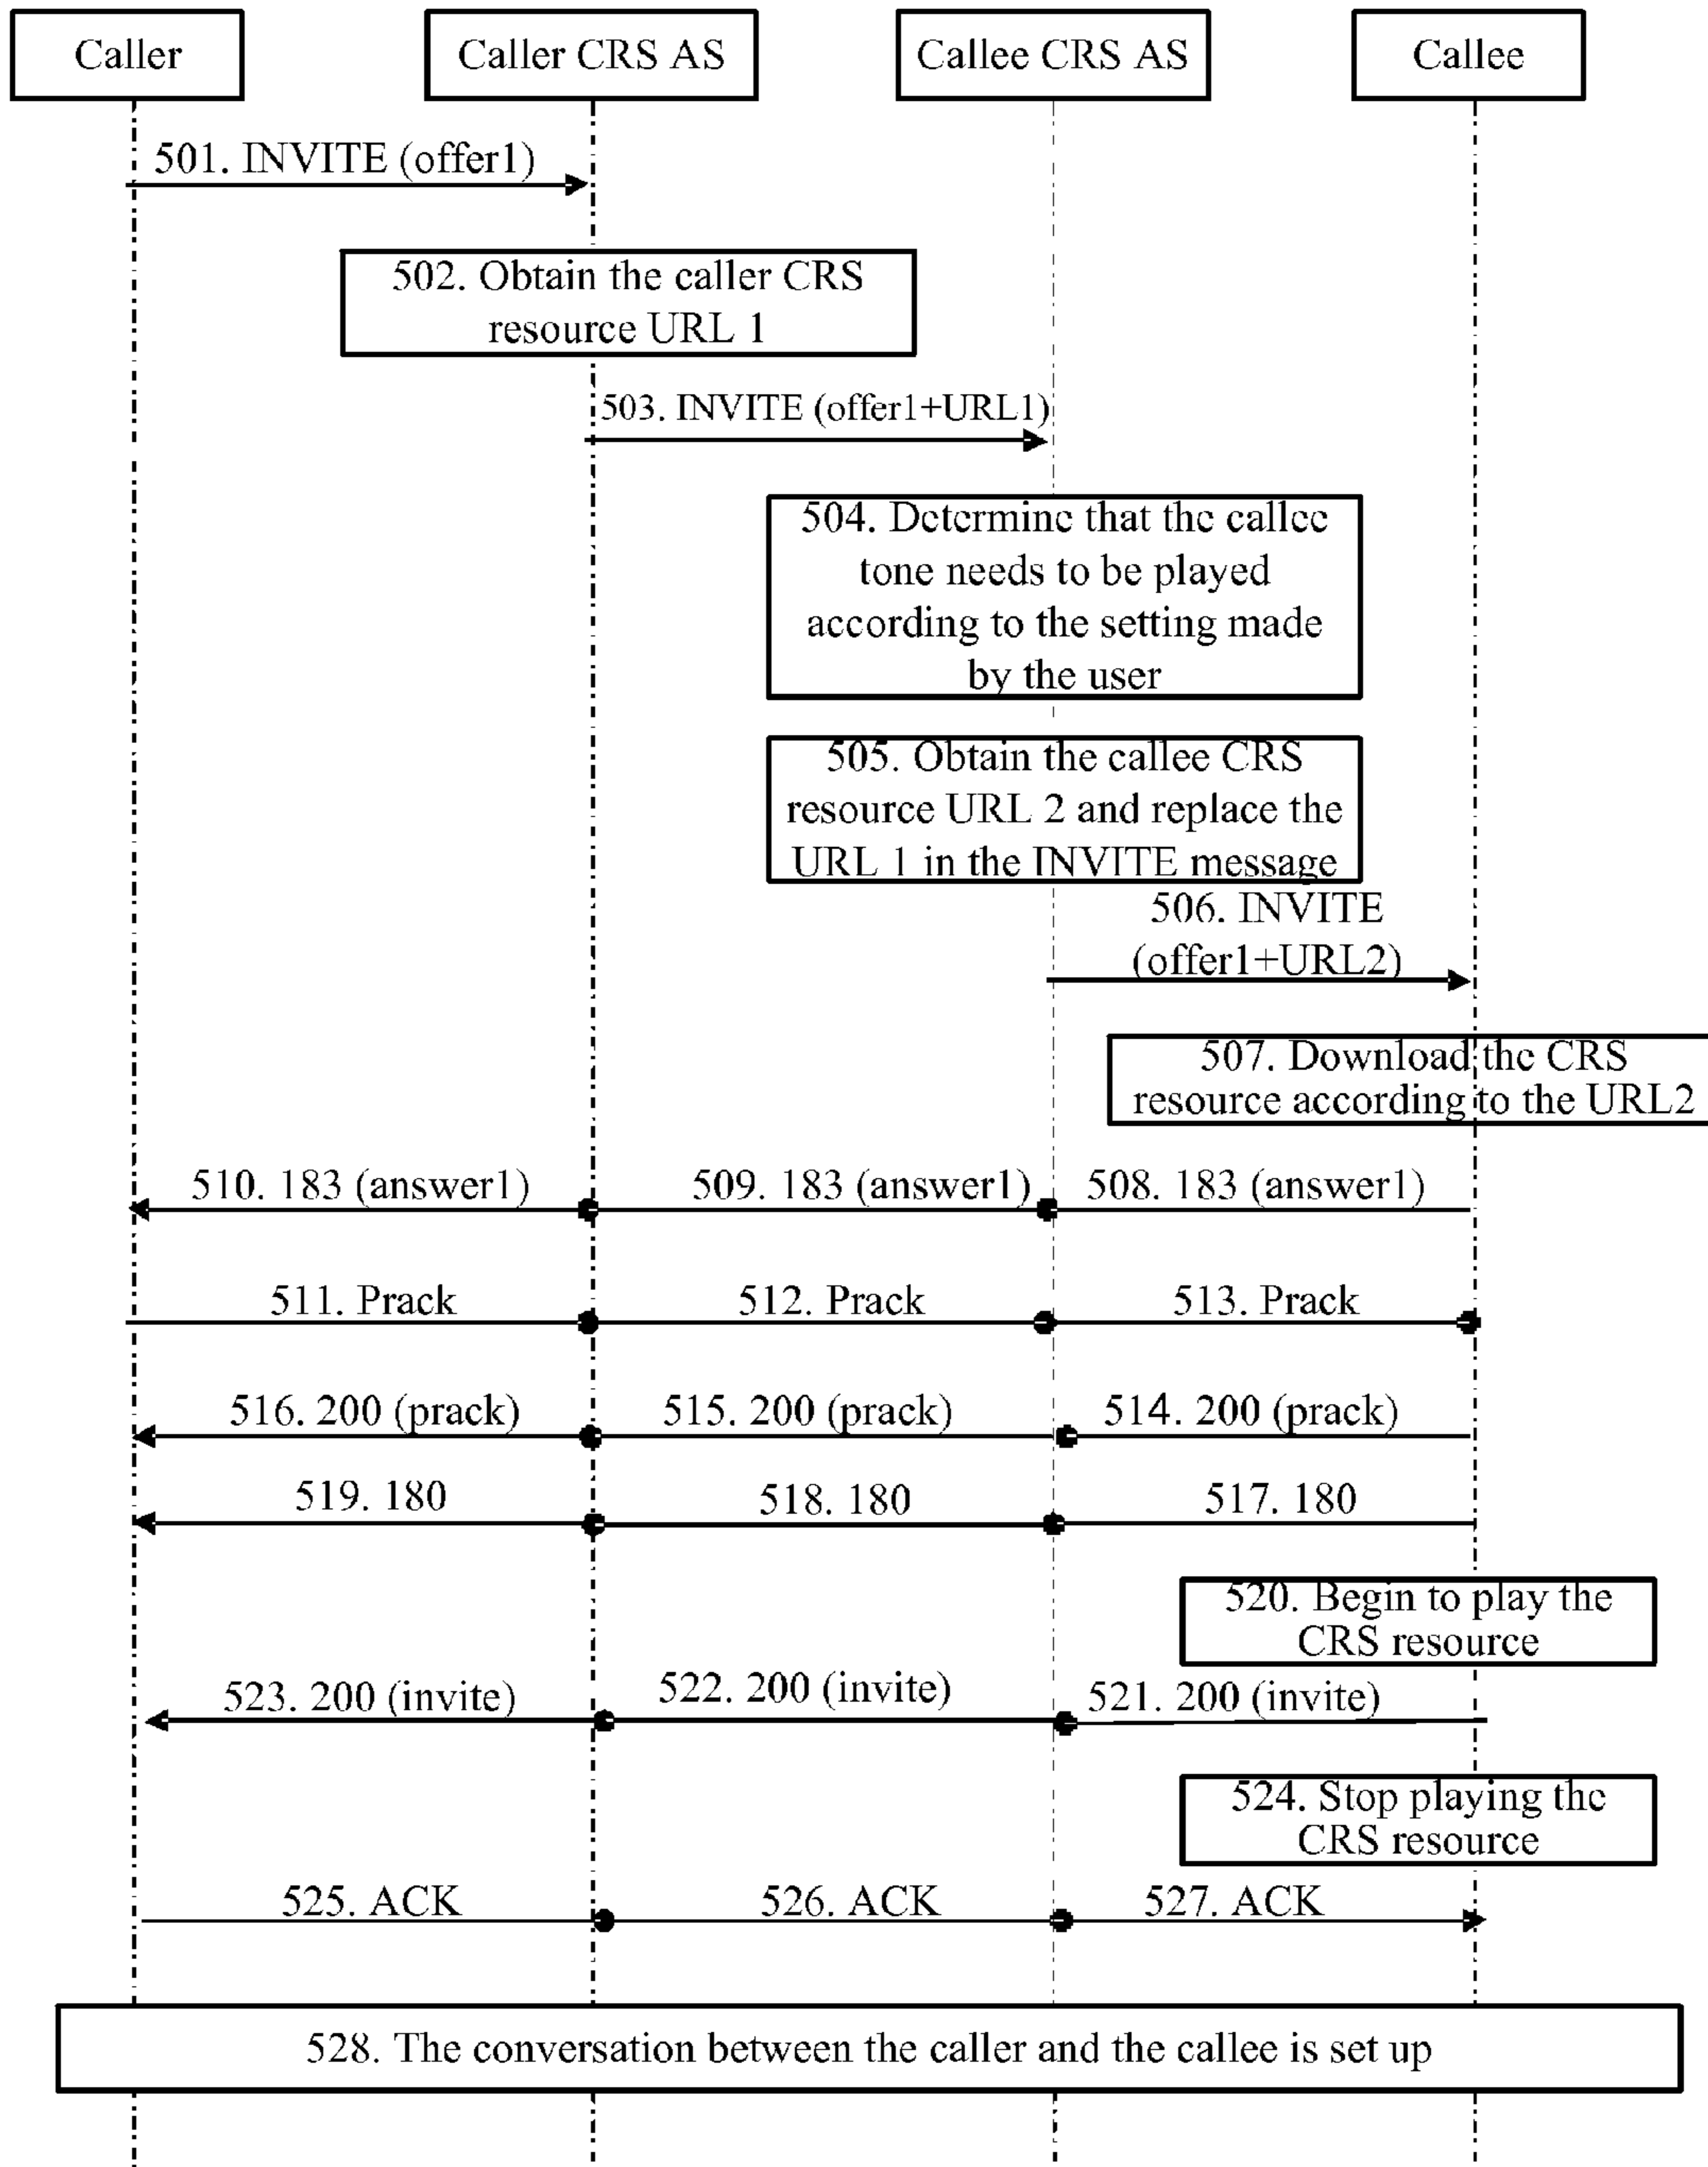 Caller
Caller CRS AS
Callee CRS AS
Callee
501. INVITE (offer1)
502. Obtain the caller CRS
resource URL 1
503. INVITE (offer1+URL1)
504. Determine that the callee
tone needs to be played
according to the setting made
by the user
505. Obtain the callee CRS
resource URL 2 and replace the
URL 1 in the INVITE message
506. INVITE
(offer1+URL2)
507. Download the CRS
resource according to the URL2
510. 183 (answer1)
509. 183 (answer1)
508. 183 (answer1)
511. Prack
512. Prack
513. Prack
516. 200 (prack)
515. 200 (prack)
514. 200 (prack)
519. 180
518. 180
517. 180
520. Begin to play the
CRS resource
523. 200 (invite)
522. 200 (invite)
521. 200 (invite)
524. Stop playing the
CRS resource
525. ACK
526. ACK
527. ACK
528. The conversation between the caller and the callee is set up